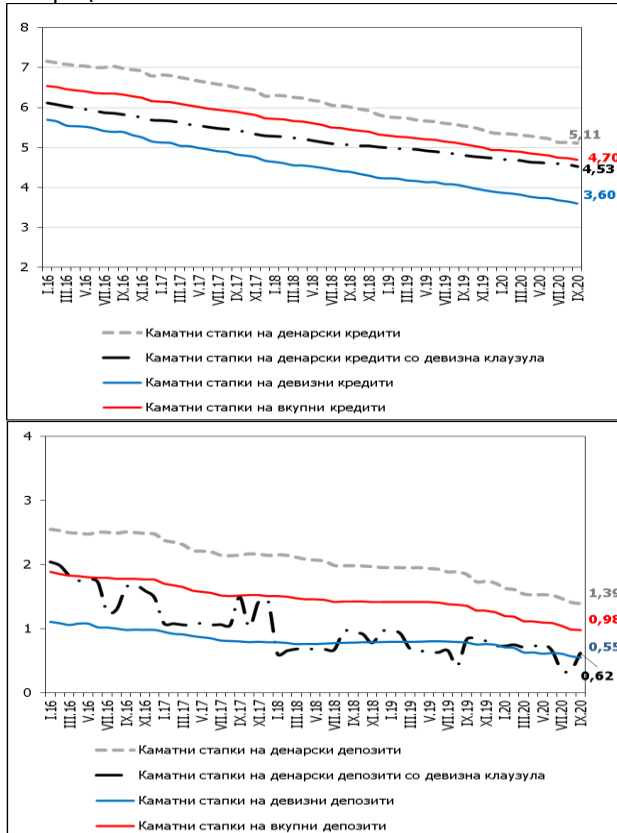 8
7
6
5
4
3
2
5,11
4,70
4,53
3,60
I.16
III.16
V.16
VII.16
IX.16
XI.16
I.17
III.17
V.17
VII.17
IX.17
XI.17
I.18
III.18
V.18
VII.18
IX.18
XI.18
I.19
III.19
V.19
VII.19
IX.19
XI.19
I.20
III.20
V.20
VII.20
IX.20
Каматни стапки на денарски кредити
Каматни стапки на денарски кредити со девизна клаузула
Каматни стапки на девизни кредити
Каматни стапки на вкупни кредити
4
3
2
1
0
1,39
0,98
0,55
0,62
I.16
III.16
V.16
VII.16
IX.16
XI.16
I.17
III.17
V.17
VII.17
IX.17
XI.17
I.18
III.18
V.18
VII.18
IX.18
XI.18
I.19
III.19
V.19
VII.19
IX.19
XI.19
I.20
III.20
V.20
VII.20
IX.20
Каматни стапки на денарски депозити
Каматни стапки на денарски депозити со девизна клаузула
Каматни стапки на девизни депозити
Каматни стапки на вкупни депозити